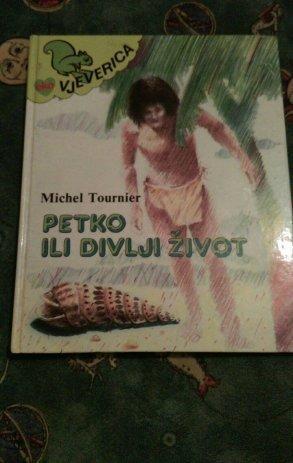 VJEVERICA
Michel Tournier
PETKO
ILI DIVLJI ŽIVOT